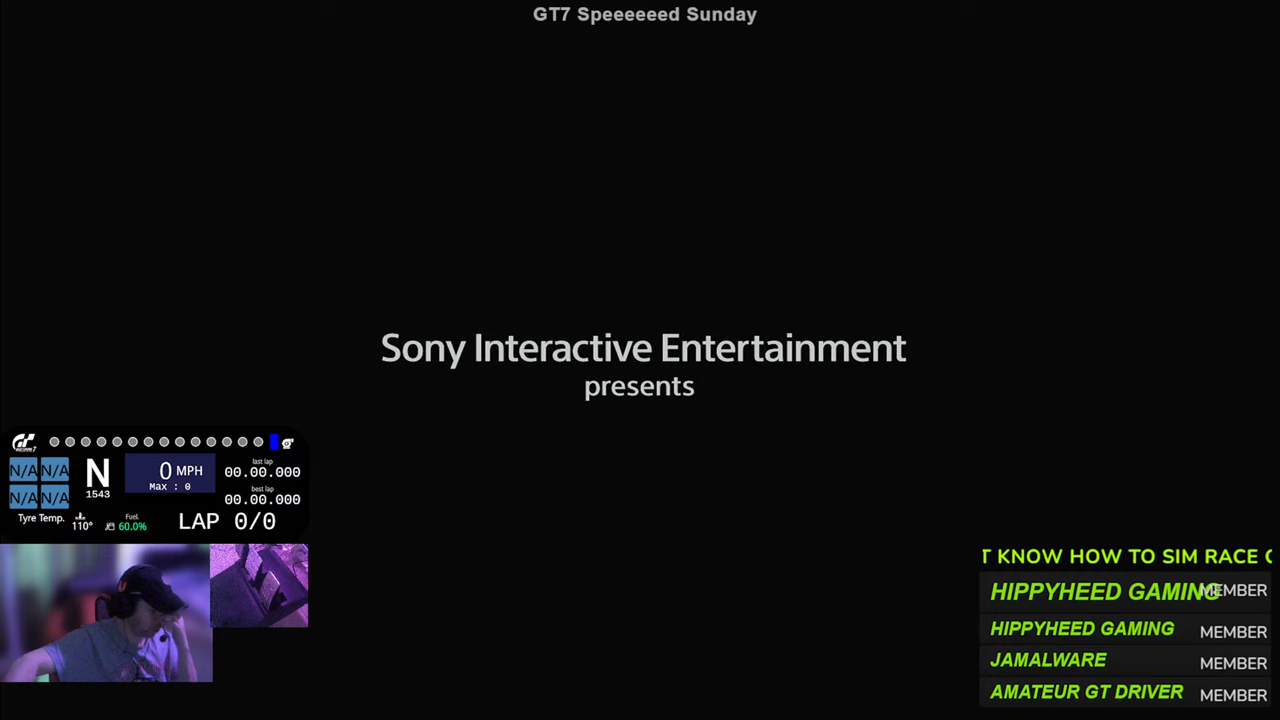 GT7 Speeeeeed Sunday
Sony Interactive Entertainment
presents
N/A N/A
N/A N/A
Tyre Temp.
N
1543
0 MPH
Max : 0
last lap
00.00.000
best lap
00.00.000
110°
Fuel.
60.0%
LAP 0/0
T KNOW HOW TO SIM RACE
HIPPYHEED GAMING MEMBER
HIPPYHEED GAMING MEMBER
JAMALWARE MEMBER
AMATEUR GT DRIVER MEMBER